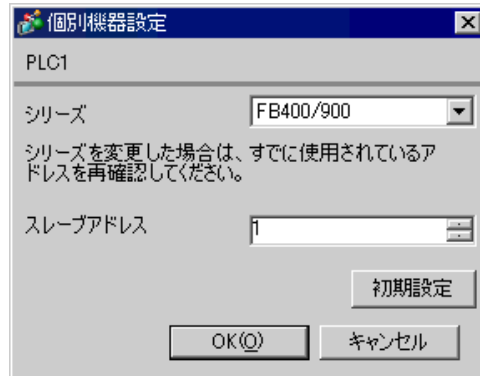 個別機器設定
PLC1
シリーズ
FB400/900
シリーズを変更した場合は、すでに使用されているア
ドレスを再確認してください。
スレーブアドレス
1
初期設定
OK(O)
キャンセル